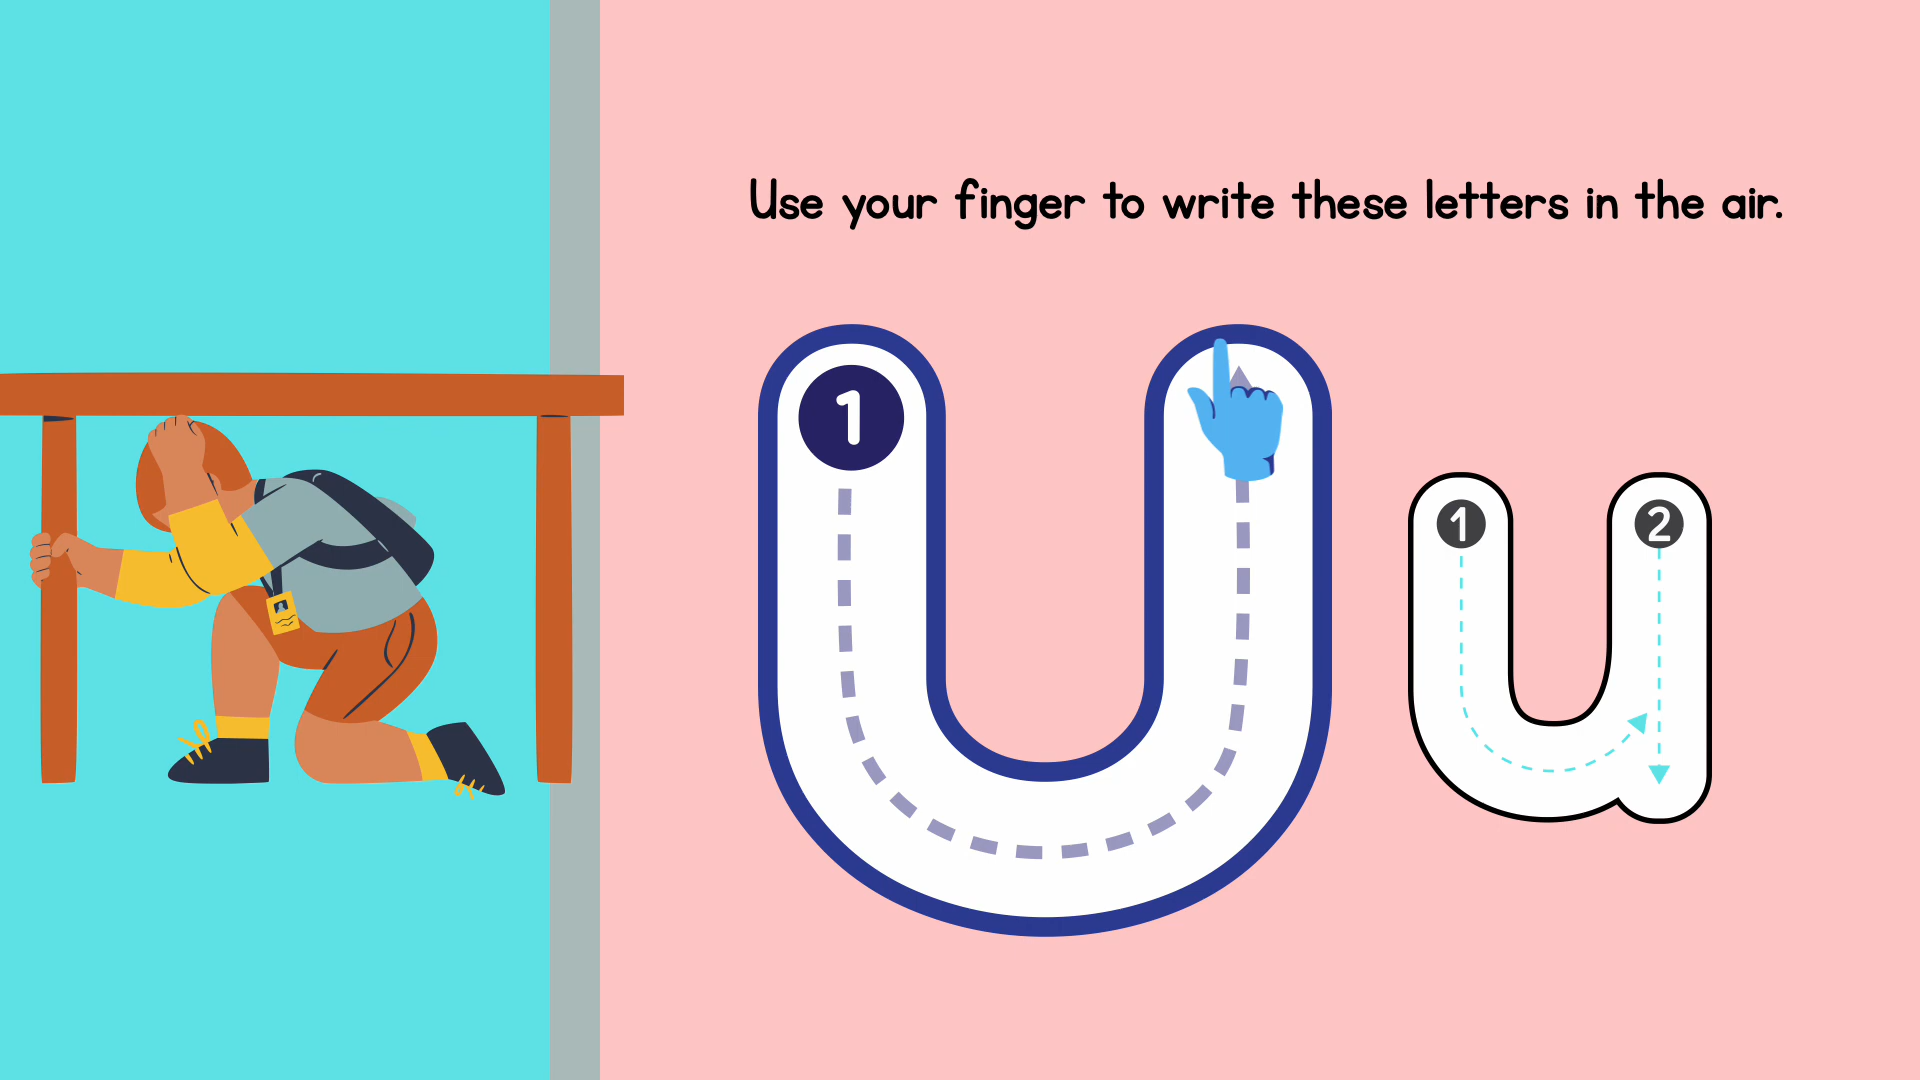 Use your finger to write these letters in the air.
1
U
1 2
u